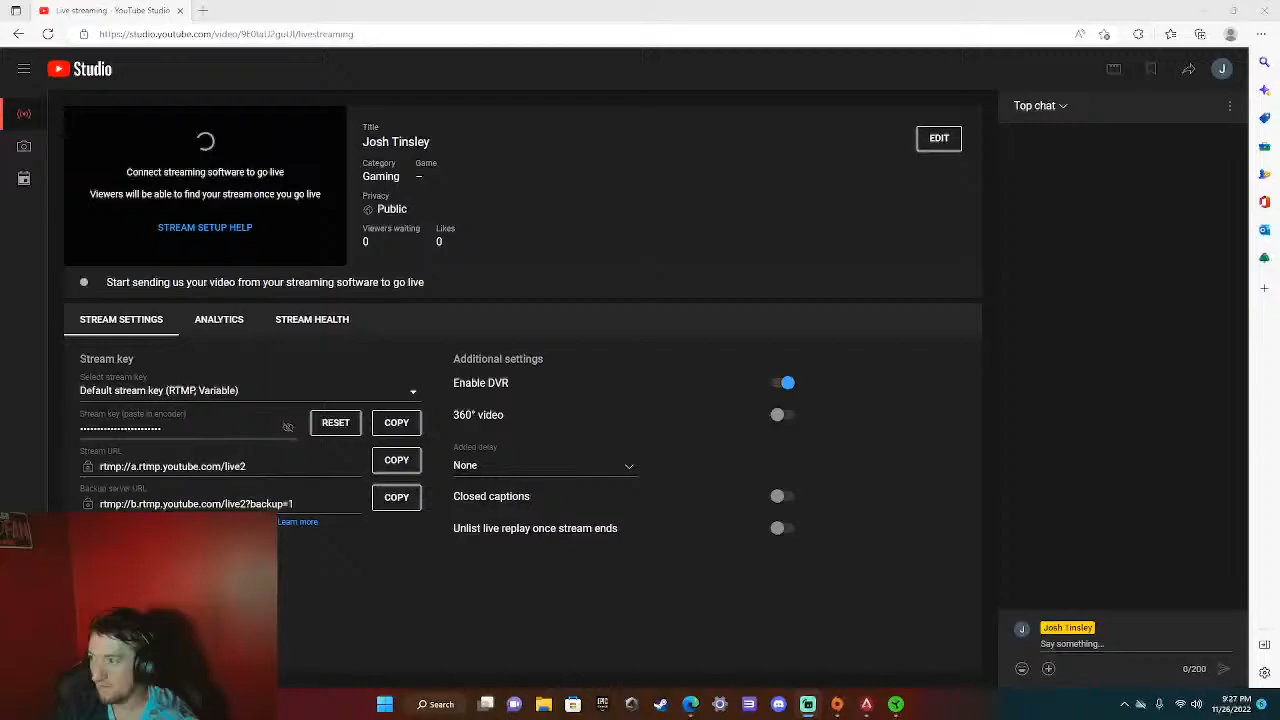 Live streaming - YouTube Studio
Studio
J
Top chat
Connect streaming software to go live
Viewers will be able to find your stream once you go live
STREAM SETUP HELP
Title
Josh Tinsley
Category Game
Gaming –
Privacy
Public
Viewers waiting Likes
0 0
EDIT
Start sending us your video from your streaming software to go live
STREAM SETTINGS ANALYTICS STREAM HEALTH
Stream key
Select stream key
Default stream key (RTMP, Variable)
Stream key (paste in encoder)
RESET COPY
Stream URL
rtmp://a.rtmp.youtube.com/live2
COPY
Backup server URL
rtmp://b.rtmp.youtube.com/live2?backup=1
COPY
Learn more
Additional settings
Enable DVR
360° video
Added delay
None
Closed captions
Unlist live replay once stream ends
J Josh Tinsley
Say something...
0/200
Search
9:27 PM
11/26/2022